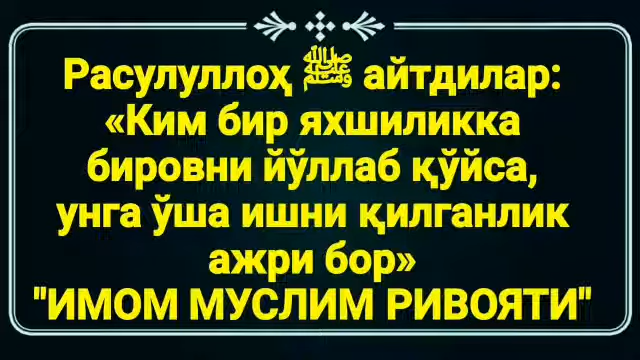 Расулуллоҳ ﷺ айтдилар:
«Ким бир яхшиликка
бировни йўллаб қўйса,
унга ўша ишни қилганлик
ажри бор»
"ИМОМ МУСЛИМ РИВОЯТИ"